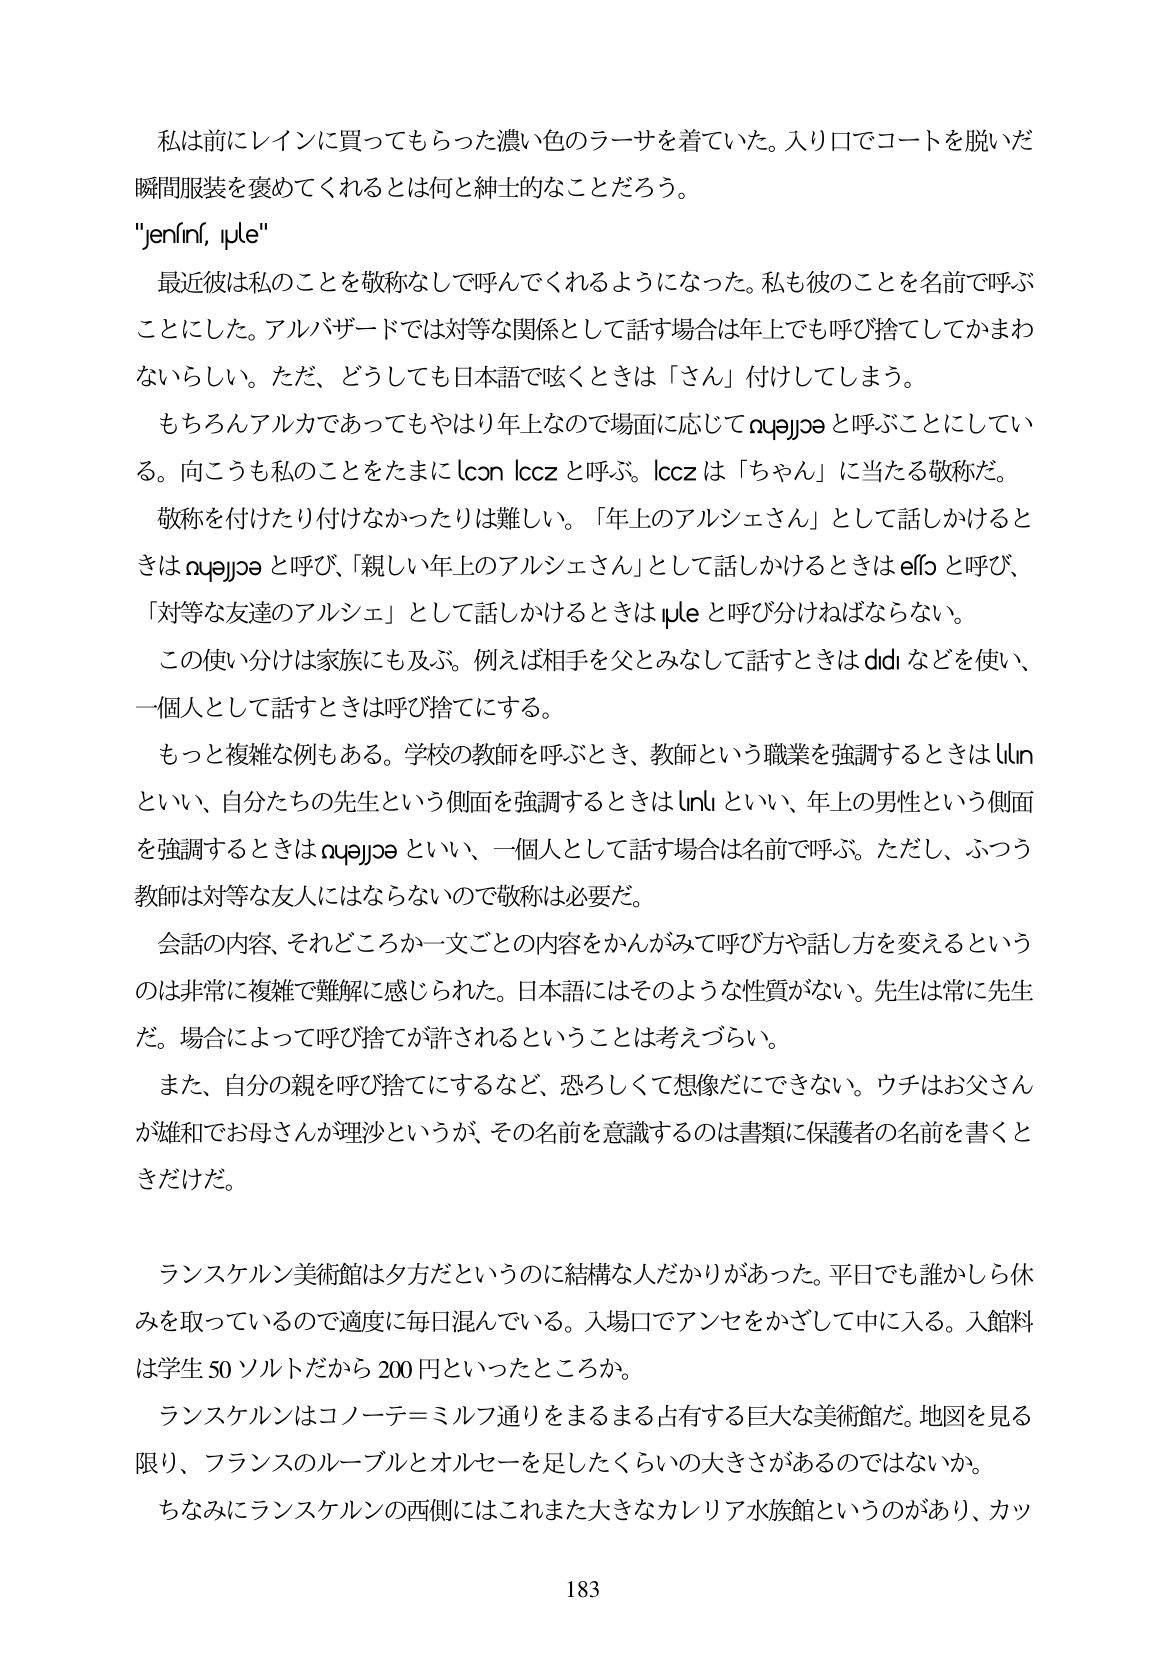 私は前にレインに買ってもらった濃い色のラーサを着ていた。入り口でコートを脱いだ
瞬間服装を褒めてくれるとは何と紳士的なことだろう。
最近彼は私のことを敬称なしで呼んでくれるようになった。私も彼のことを名前で呼ぶ
ことにした。アルバザードでは対等な関係として話す場合は年上でも呼び捨てしてかまわ
ないらしい。ただ、どうしても日本語で呟くときは「さん」付けしてしまう。
もちろんアルカであってもやはり年上なので場面に応じて と呼ぶことにしてい
る。向こうも私のことをたまに と呼ぶ。 は「ちゃん」に当たる敬称だ。
敬称を付けたり付けなかったりは難しい。「年上のアルシェさん」として話しかけると
きは と呼び、「親しい年上のアルシェさん」として話しかけるときは と呼び、
「対等な友達のアルシェ」として話しかけるときは と呼び分けねばならない。
この使い分けは家族にも及ぶ。例えば相手を父とみなして話すときは dıdı などを使い、
一個人として話すときは呼び捨てにする。
もっと複雑な例もある。学校の教師を呼ぶとき、教師という職業を強調するときは
といい、自分たちの先生という側面を強調するときは といい、年上の男性という側面
を強調するときは といい、一個人として話す場合は名前で呼ぶ。ただし、ふつう
教師は対等な友人にはならないので敬称は必要だ。
会話の内容、それどころか一文ごとの内容をかんがみて呼び方や話し方を変えるという
のは非常に複雑で難解に感じられた。日本語にはそのような性質がない。先生は常に先生
だ。場合によって呼び捨てが許されるということは考えづらい。
また、自分の親を呼び捨てにするなど、恐ろしくて想像だにできない。ウチはお父さん
が雄和でお母さんが理沙というが、その名前を意識するのは書類に保護者の名前を書くと
きだけだ。
ランスケルン美術館は夕方だというのに結構な人だかりがあった。平日でも誰かしら休
みを取っているので適度に毎日混んでいる。入場口でアンセをかざして中に入る。入館料
は学生 50 ソルトだから 200 円といったところか。
ランスケルンはコノーテ＝ミルフ通りをまるまる占有する巨大な美術館だ。地図を見る
限り、フランスのルーブルとオルセーを足したくらいの大きさがあるのではないか。
ちなみにランスケルンの西側にはこれまた大きなカレリア水族館というのがあり、カッ
183